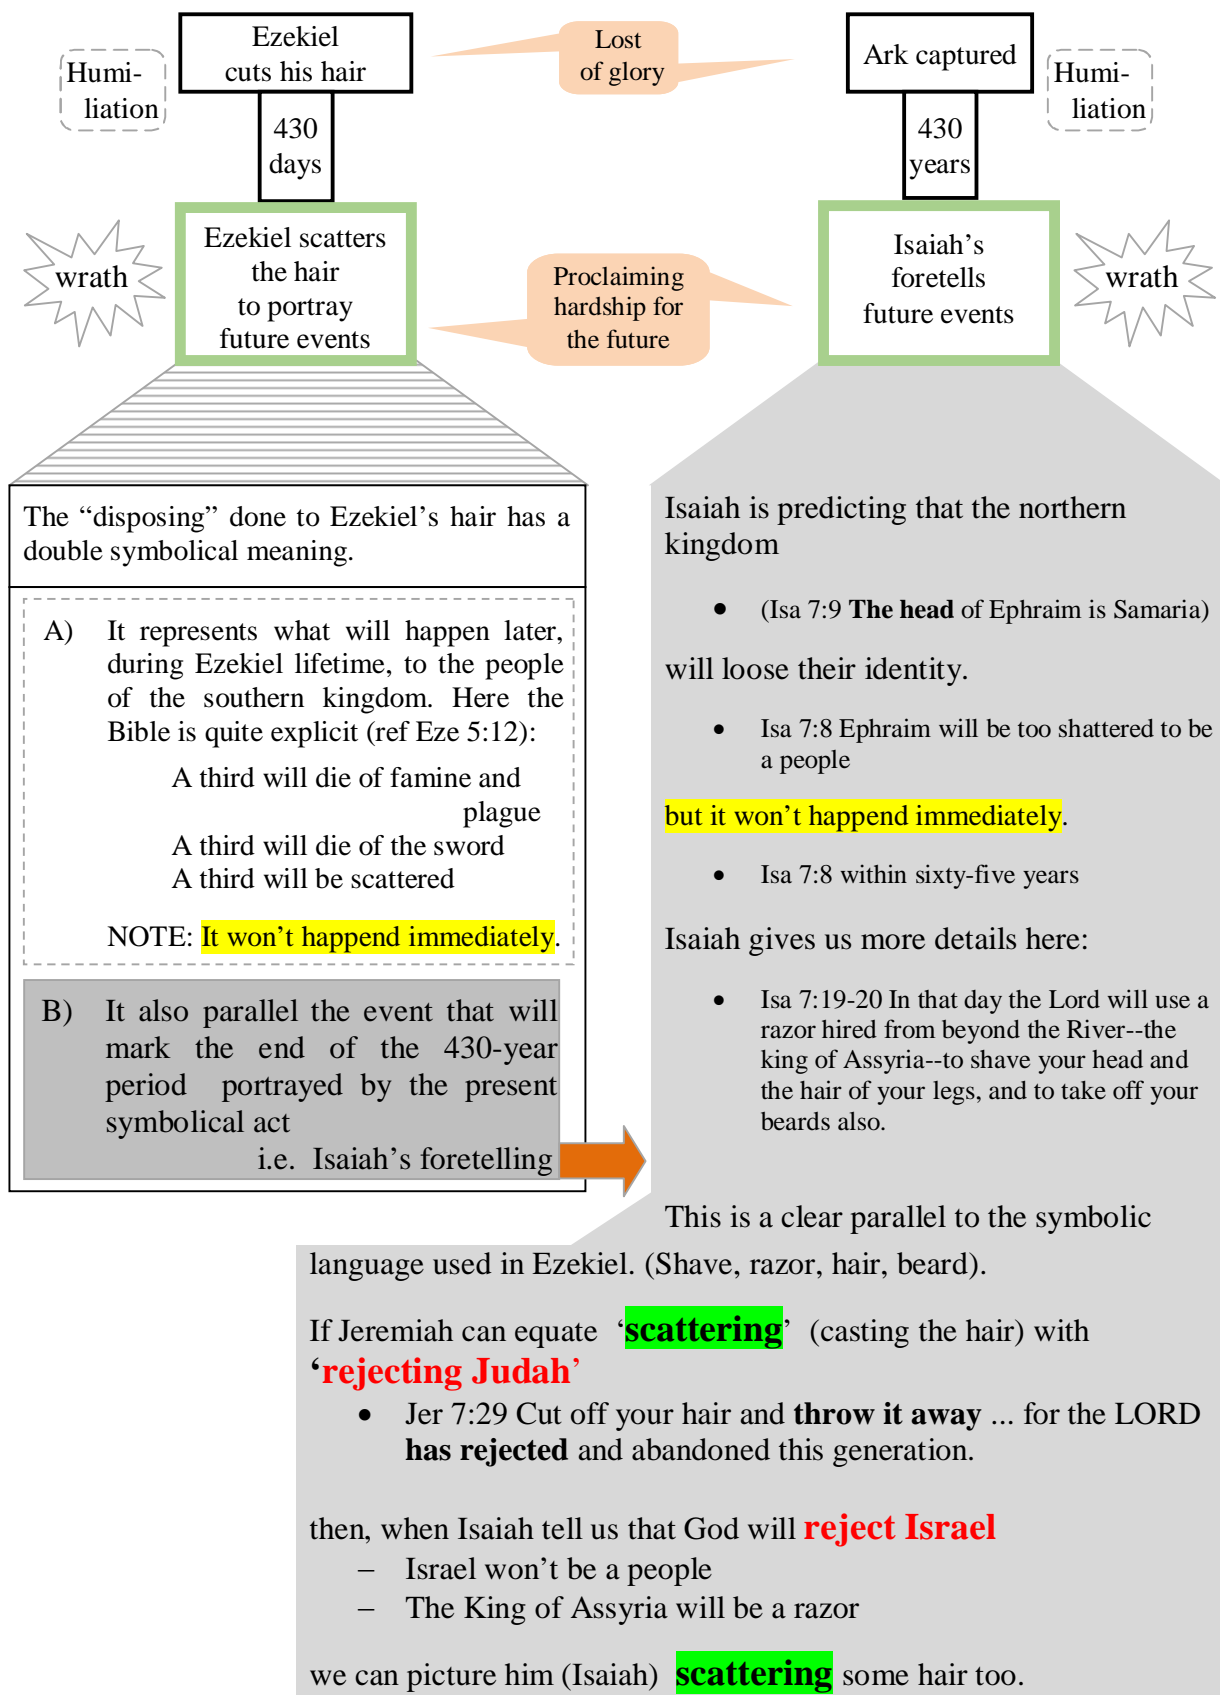 Ezekiel
cuts his hair
Lost
of glory
Ark captured
Humi-
liation
Humi-
liation
430
days
430
years
wrath
Ezekiel scatters
the hair
to portray
future events
Proclaiming
hardship for
the future
Isaiah’s
foretells
future events
wrath
The “disposing” done to Ezekiel’s hair has a
double symbolical meaning.
A) It represents what will happen later,
during Ezekiel lifetime, to the people
of the southern kingdom. Here the
Bible is quite explicit (ref Eze 5:12):
A third will die of famine and
plague
A third will die of the sword
A third will be scattered
NOTE: It won’t happend immediately.
B) It also parallel the event that will
mark the end of the 430-year
period portrayed by the present
symbolical act
i.e. Isaiah’s foretelling
Isaiah is predicting that the northern
kingdom
• (Isa 7:9 The head of Ephraim is Samaria)
will loose their identity.
• Isa 7:8 Ephraim will be too shattered to be
a people
but it won’t happend immediately.
• Isa 7:8 within sixty-five years
Isaiah gives us more details here:
• Isa 7:19-20 In that day the Lord will use a
razor hired from beyond the River--the
king of Assyria--to shave your head and
the hair of your legs, and to take off your
beards also.
This is a clear parallel to the symbolic
language used in Ezekiel. (Shave, razor, hair, beard).
If Jeremiah can equate ‘scattering’ (casting the hair) with
‘rejecting Judah’
• Jer 7:29 Cut off your hair and throw it away ... for the LORD
has rejected and abandoned this generation.
then, when Isaiah tell us that God will reject Israel
– Israel won’t be a people
– The King of Assyria will be a razor
we can picture him (Isaiah) scattering some hair too.